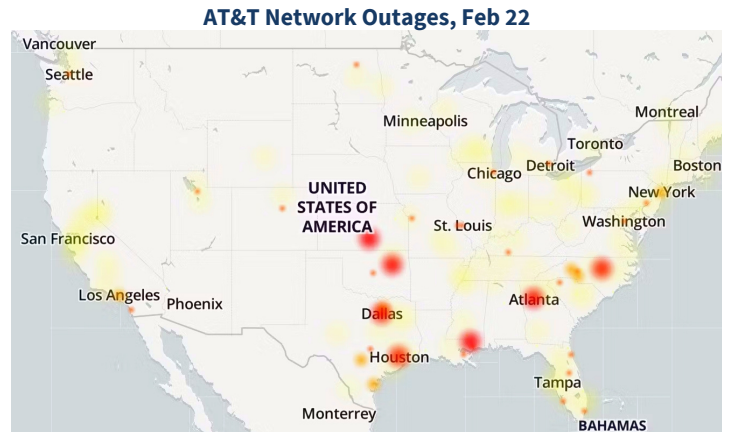 AT&T Network Outages, Feb 22
Vancouver
Seattle
Minneapolis
Montreal
Toronto
Chicago
Detroit
Boston
New York
UNITED
STATES OF
AMERICA
St. Louis
Washington
San Francisco
Los Angeles
Phoenix
Dallas
Atlanta
Houston
Tampa
Monterrey
BAHAMAS